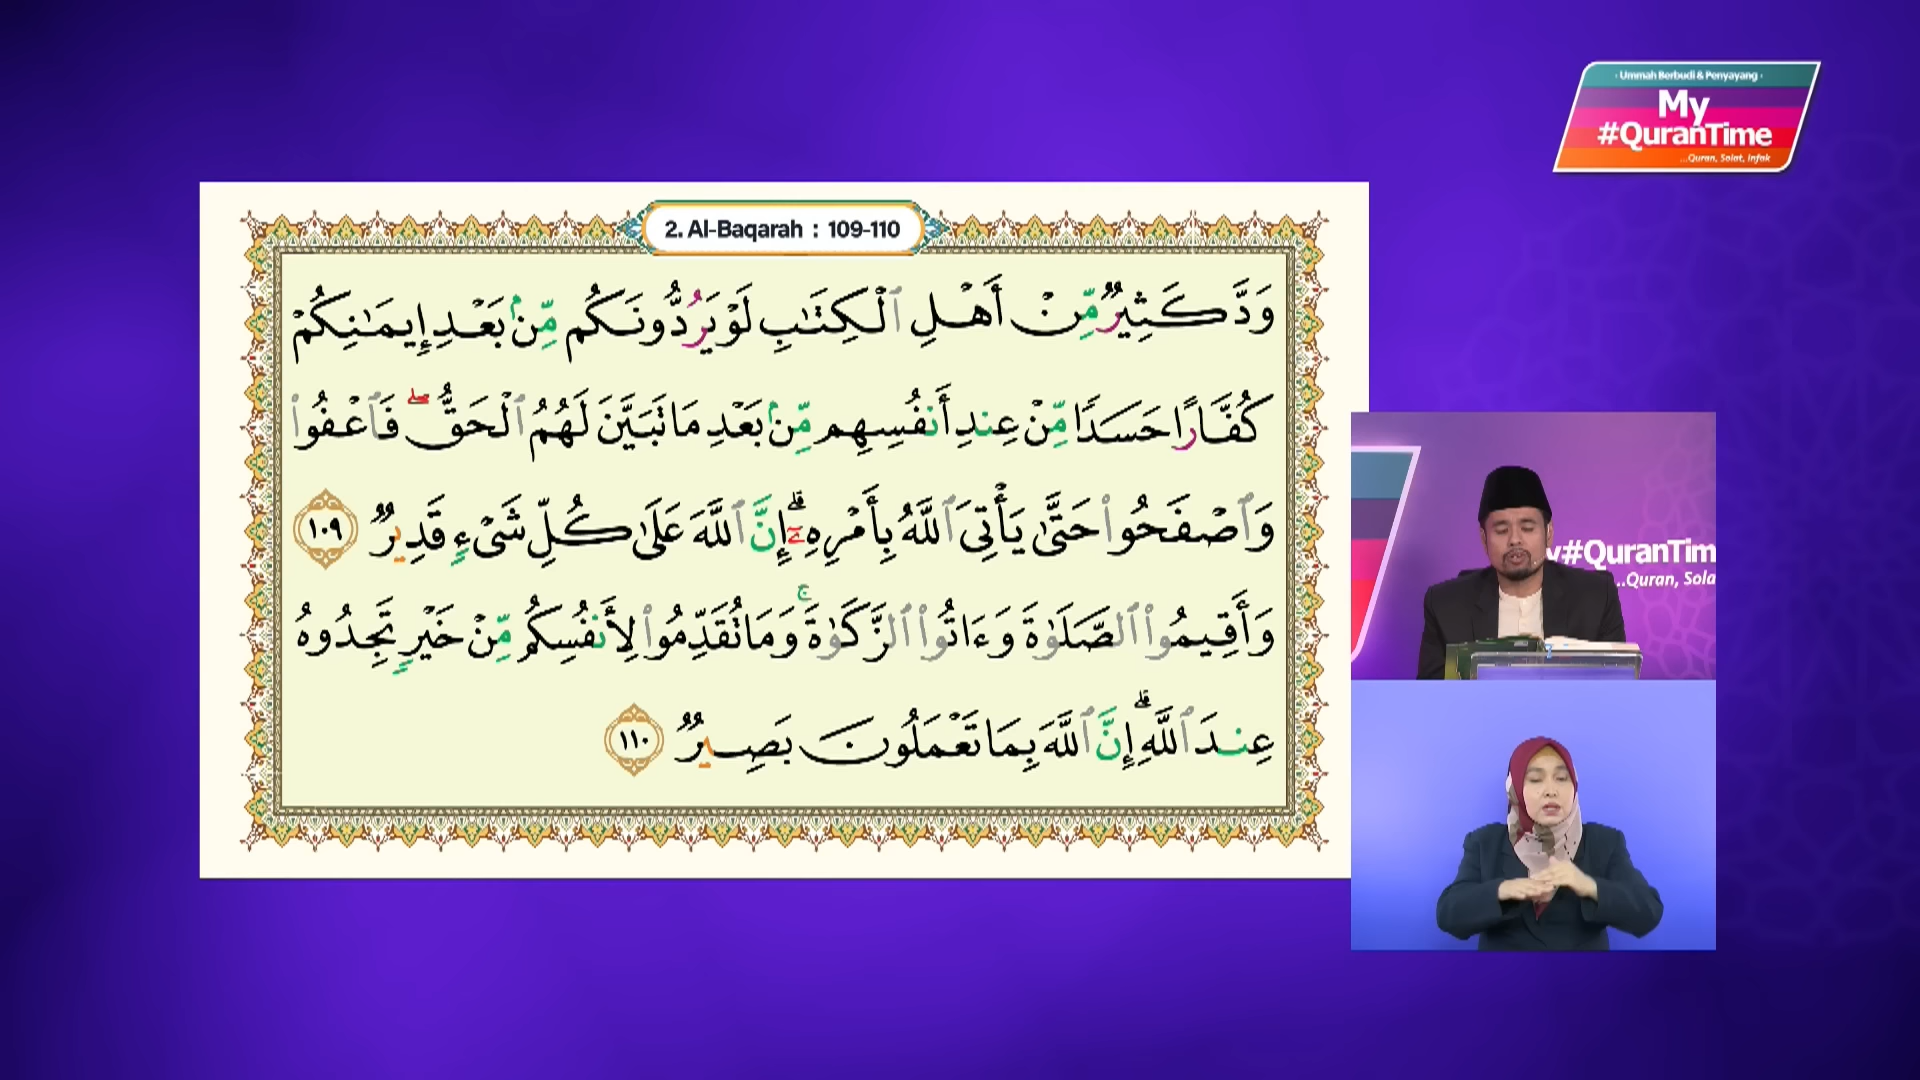 · Ummah Berbudi & Penyayang ·
My
#QuranTime
...Quran, Solat, Infak
2. Al-Baqarah : 109-110
وَدَّ كَثِيرٌ مِّنْ أَهْلِ ٱلْكِتَـٰبِ لَوْ يَرُدُّونَكُم مِّنۢ بَعْدِ إِيمَـٰنِكُمْ
كُفَّارًا حَسَدًا مِّنْ عِندِ أَنفُسِهِم مِّنۢ بَعْدِ مَا تَبَيَّنَ لَهُمُ ٱلْحَقُّ ۖ فَٱعْفُوا۟
وَٱصْفَحُوا۟ حَتَّىٰ يَأْتِىَ ٱللَّهُ بِأَمْرِهِۦٓ ۗ إِنَّ ٱللَّهَ عَلَىٰ كُلِّ شَىْءٍ قَدِيرٌ ١٠٩
وَأَقِيمُوا۟ ٱلصَّلَوٰةَ وَءَاتُوا۟ ٱلزَّكَوٰةَ ۚ وَمَا تُقَدِّمُوا۟ لِأَنفُسِكُم مِّنْ خَيْرٍ تَجِدُوهُ
عِندَ ٱللَّهِ ۗ إِنَّ ٱللَّهَ بِمَا تَعْمَلُونَ بَصِيرٌ ١١٠
y#QuranTim
...Quran, Sola